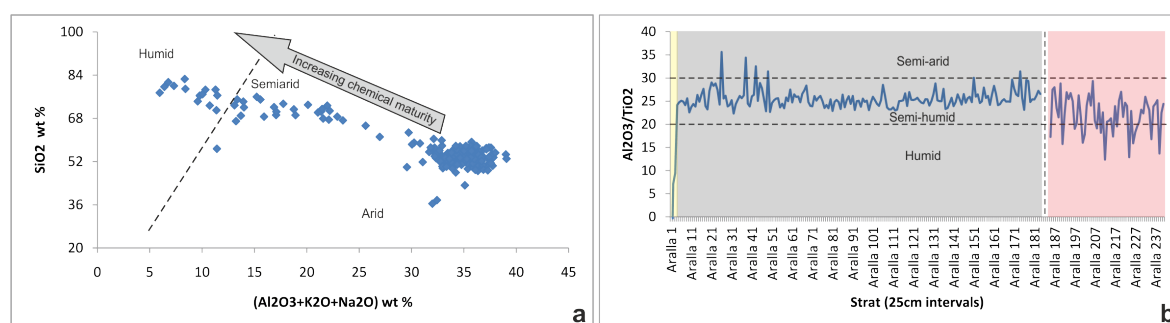 100
84
68
52
36
20
SiO2 wt %
Humid
Semiarid
Increasing chemical maturity
Arid
0
5
10
15
20
25
30
35
40
45
(Al2O3+K2O+Na2O) wt %
a
40
35
30
25
20
15
10
5
0
Al2O3/TiO2
Semi-arid
Semi-humid
Humid
Aralla 1
Aralla 11
Aralla 21
Aralla 31
Aralla 41
Aralla 51
Aralla 61
Aralla 71
Aralla 81
Aralla 91
Aralla 101
Aralla 111
Aralla 121
Aralla 131
Aralla 141
Aralla 151
Aralla 161
Aralla 171
Aralla 181
Aralla 187
Aralla 197
Aralla 207
Aralla 217
Aralla 227
Aralla 237
Strat (25cm intervals)
b